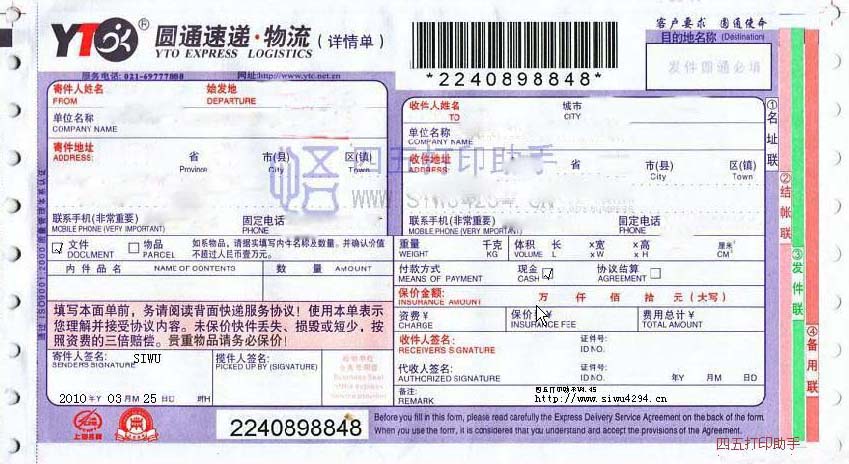 YTO 圆通速递·物流(详情单)
YTO EXPRESS LOGISTICS
服务电话: 021-69777888 网址:http://www.ytc.net.cn
*2240898848*
客户要求 圆通使命
目的地名称 (Destination)
发件圆通必填
寄件人姓名 始发地
FROM DEPARTURE
单位名称
COMPANY NAME
寄件地址
ADDRESS:
省 市(县) 区(镇)
Province City Town
联系手机(非常重要) 固定电话
MOBILE PHONE (VERY IMPORTANT) PHONE
收件人姓名 城市
TO CITY
单位名称
COMPANY NAME
收件地址
ADDRESS:
省 市(县) 区(镇)
City Town
联系手机(非常重要) 固定电话
MOBILE PHONE (VERY IMPORTANT) PHONE
四五打印助手
WWW.SIWU4294.CN
文件 物品 如系物品,请据实填写内件名称及数量,并确认价值
DOCUMENT PARCEL 不超过人民币壹万元。
内件品名 NAME OF CONTENTS 数量 AMOUNT
重量 千克 体积 长 x宽 x高 厘米³
WEIGHT KG VOLUME L x W x H CM³
付款方式 现金 协议结算
MEANS OF PAYMENT CASH AGREEMENT
保价金额: 万 仟 佰 拾 元 (大写)
INSURANCE AMOUNT
资费¥ 保价 ¥ 费用总计¥
CHARGE INSURANCE FEE TOTAL AMOUNT
填写本面单前,务请阅读背面快递服务协议!使用本单表示
您理解并接受协议内容。未保价快件丢失、损毁或短少,按
照资费的三倍赔偿。贵重物品请务必保价!
寄件人签名: SIWU 揽件人签名:
SENDERS SIGNATURE PICKED UP BY (SIGNATURE)
Business Seal
收件人签名: 证件号:
RECEIVERS SIGNATURE ID NO.
代收人签名: 证件号:
AUTHORIZED SIGNATURE ID NO. 年Y 月M 日D
备注: 四五打印助手V4.45
REMARK http://www.siwu4294.cn
2010 年Y 03 月M 25 日D 时H
2240898848
Before you fill in this form, please read carefully the Express Delivery Service Agreement on the back of the form.
When you use the form, it is considered that you understand and accept the provisions of the Agreement.
四五打印助手
①名址联
②结帐联
③发件联
④备用联